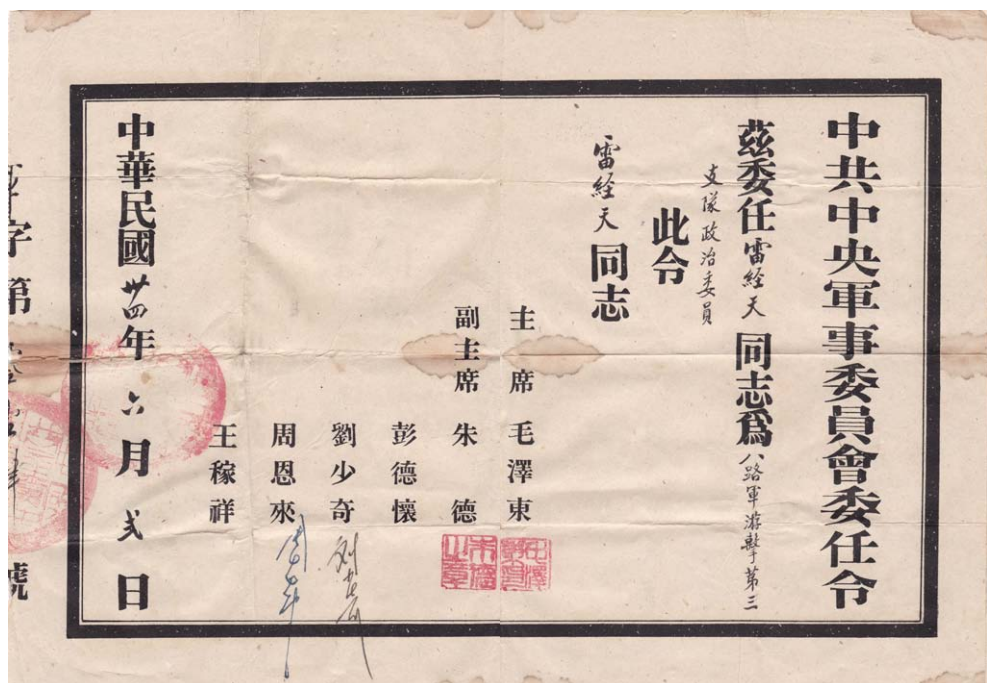 中共中央軍事委員會委任令
茲委任雷經天同志爲八路軍游擊第三
支隊政治委員
此令
雷經天同志
主席毛澤東
副主席朱德
彭德懷
劉少奇
周恩來
王稼祥
中華民國卅四年六月弍日
字第
號